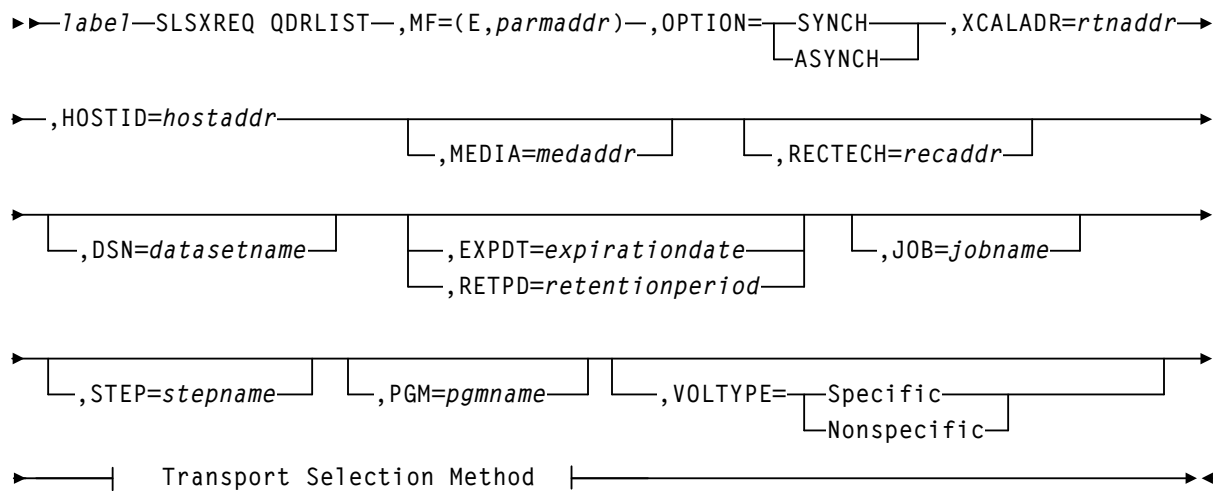 label SLSXREQ QDRLIST ,MF=(E,parmaddr) ,OPTION= SYNCH ,XCALADR=rtnaddr
ASYNCH
,HOSTID=hostaddr
,MEDIA=medaddr ,RECTECH=recaddr
,DSN=datasetname ,EXPDT=expirationdate ,JOB=jobname
,RETPD=retentionperiod
,STEP=stepname ,PGM=pgmname ,VOLTYPE= Specific
Nonspecific
Transport Selection Method